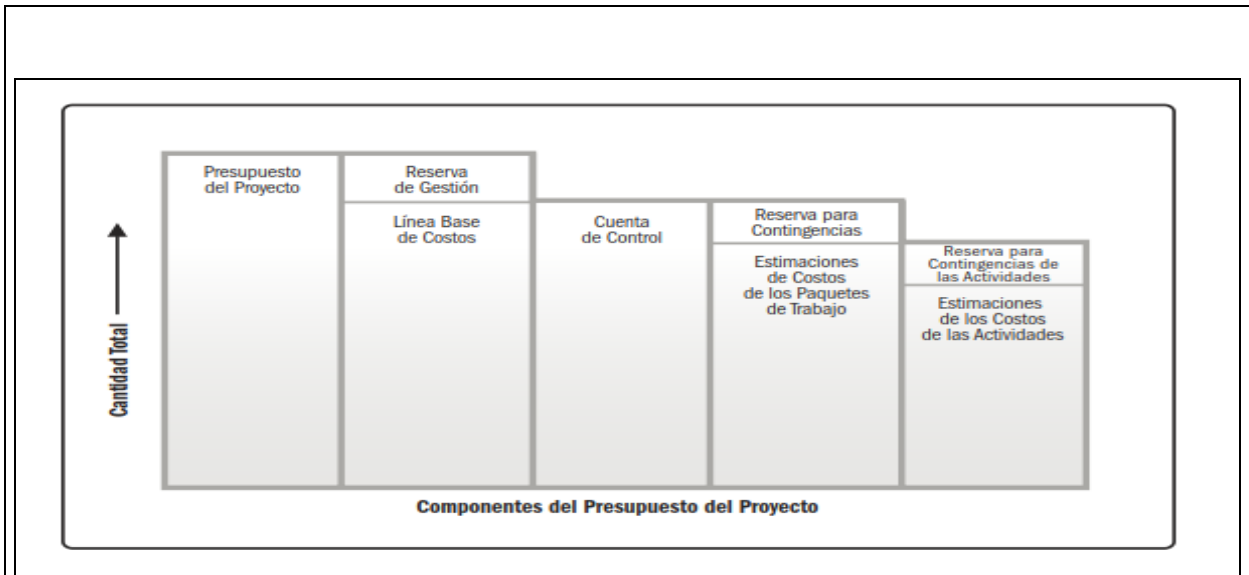 Presupuesto
del Proyecto
Reserva
de Gestión
Línea Base
de Costos
Cuenta
de Control
Reserva para
Contingencias
Estimaciones
de Costos
de los Paquetes
de Trabajo
Reserva para
Contingencias de
las Actividades
Estimaciones
de los Costos
de las Actividades
Cantidad Total
Componentes del Presupuesto del Proyecto